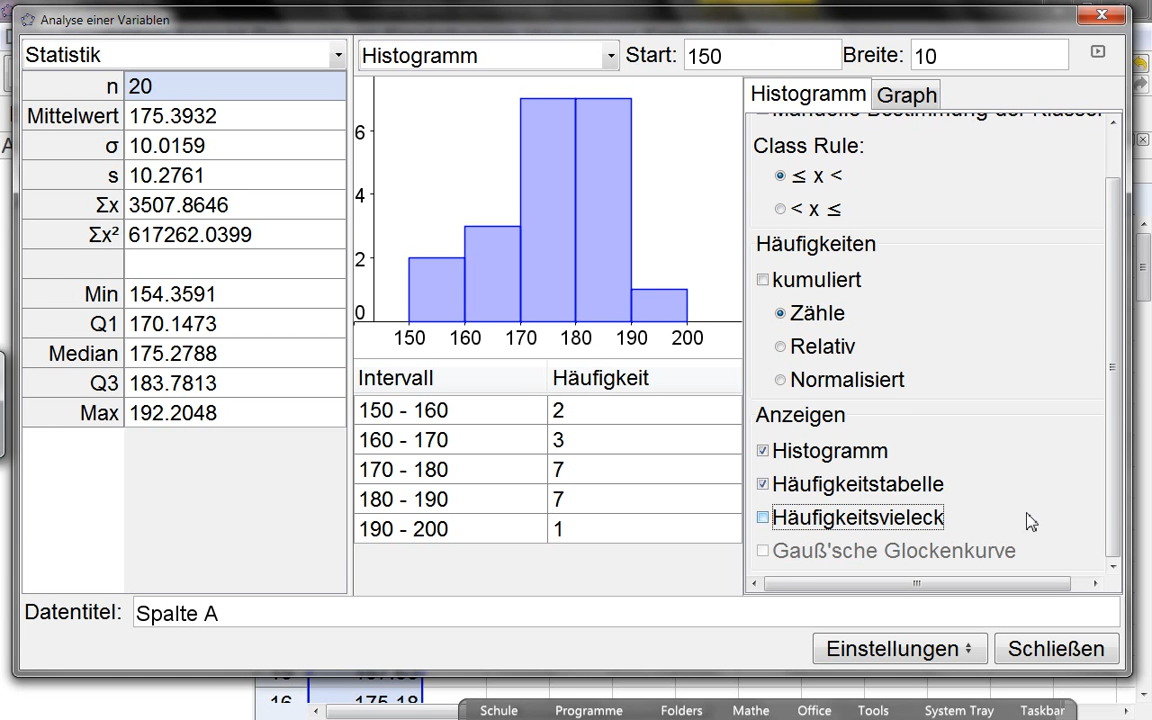 Analyse einer Variablen
Statistik
Histogramm
Start: 150
Breite: 10
n 20
Mittelwert 175.3932
σ 10.0159
s 10.2761
Σx 3507.8646
Σx² 617262.0399
Min 154.3591
Q1 170.1473
Median 175.2788
Q3 183.7813
Max 192.2048
6
4
2
0
150 160 170 180 190 200
Intervall Häufigkeit
150 - 160 2
160 - 170 3
170 - 180 7
180 - 190 7
190 - 200 1
Histogramm Graph
Manuelle Bestimmung der Klassen
Class Rule:
≤ x <
< x ≤
Häufigkeiten
kumuliert
Zähle
Relativ
Normalisiert
Anzeigen
Histogramm
Häufigkeitstabelle
Häufigkeitsvieleck
Gauß'sche Glockenkurve
Datentitel: Spalte A
Einstellungen Schließen
16 175.18
Schule Programme Folders Mathe Office Tools System Tray Taskbar